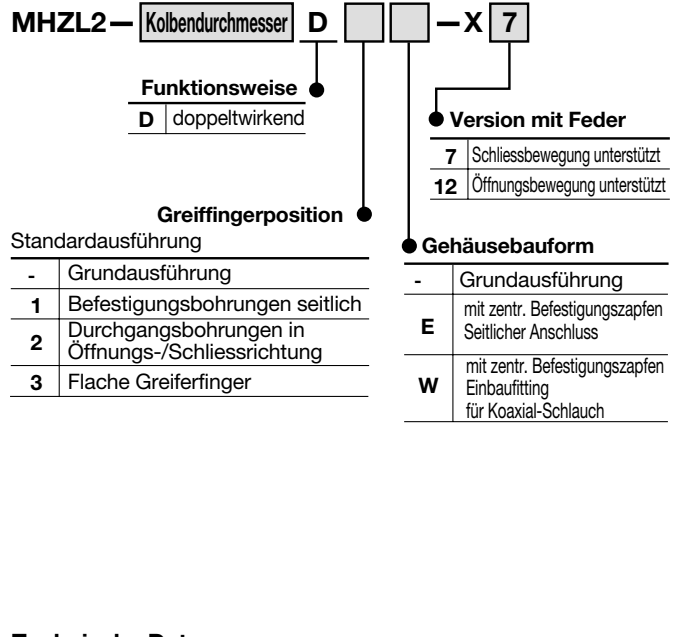 MHZL2 — Kolbendurchmesser D — X 7
Funktionsweise
D doppeltwirkend
Version mit Feder
7 Schliessbewegung unterstützt
12 Öffnungsbewegung unterstützt
Greiffingerposition
Standardausführung
- Grundausführung
1 Befestigungsbohrungen seitlich
2 Durchgangsbohrungen in
Öffnungs-/Schliessrichtung
3 Flache Greiferfinger
Gehäusebauform
- Grundausführung
E mit zentr. Befestigungszapfen
Seitlicher Anschluss
W mit zentr. Befestigungszapfen
Einbaufitting
für Koaxial-Schlauch